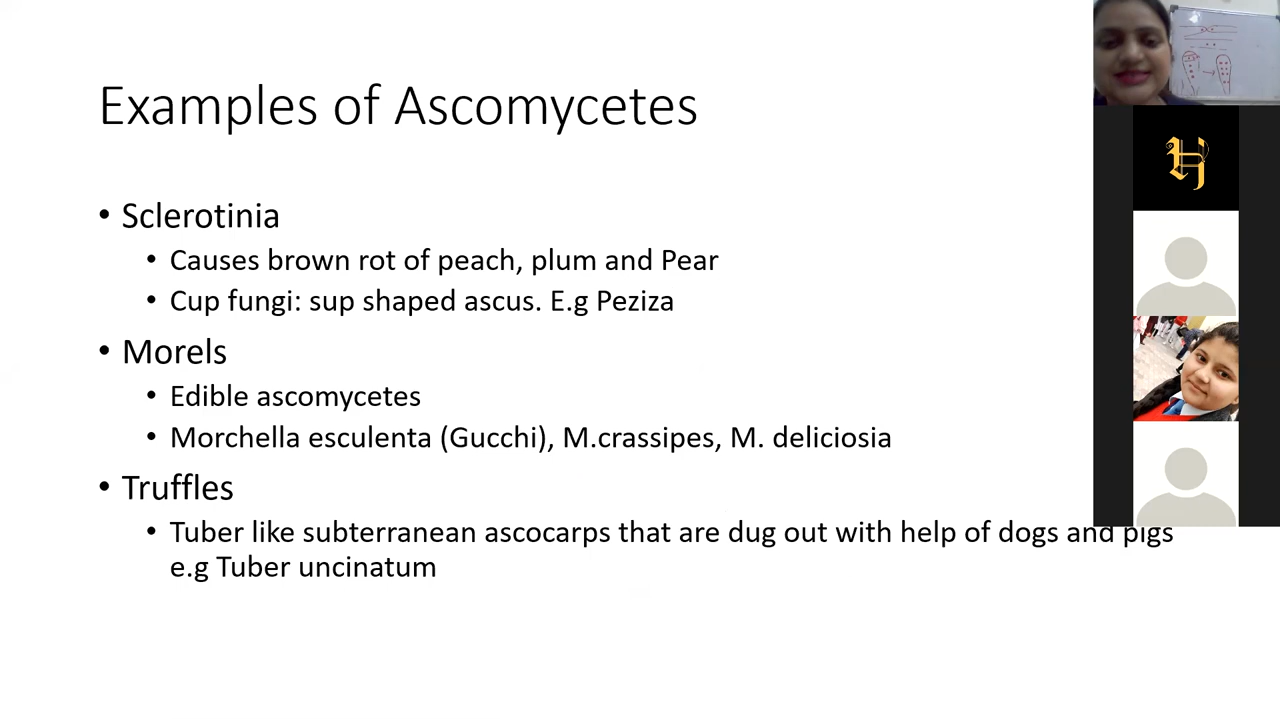 Examples of Ascomycetes
• Sclerotinia
• Causes brown rot of peach, plum and Pear
• Cup fungi: sup shaped ascus. E.g Peziza
• Morels
• Edible ascomycetes
• Morchella esculenta (Gucchi), M.crassipes, M. deliciosia
• Truffles
• Tuber like subterranean ascocarps that are dug out with help of dogs and pigs
e.g Tuber uncinatum